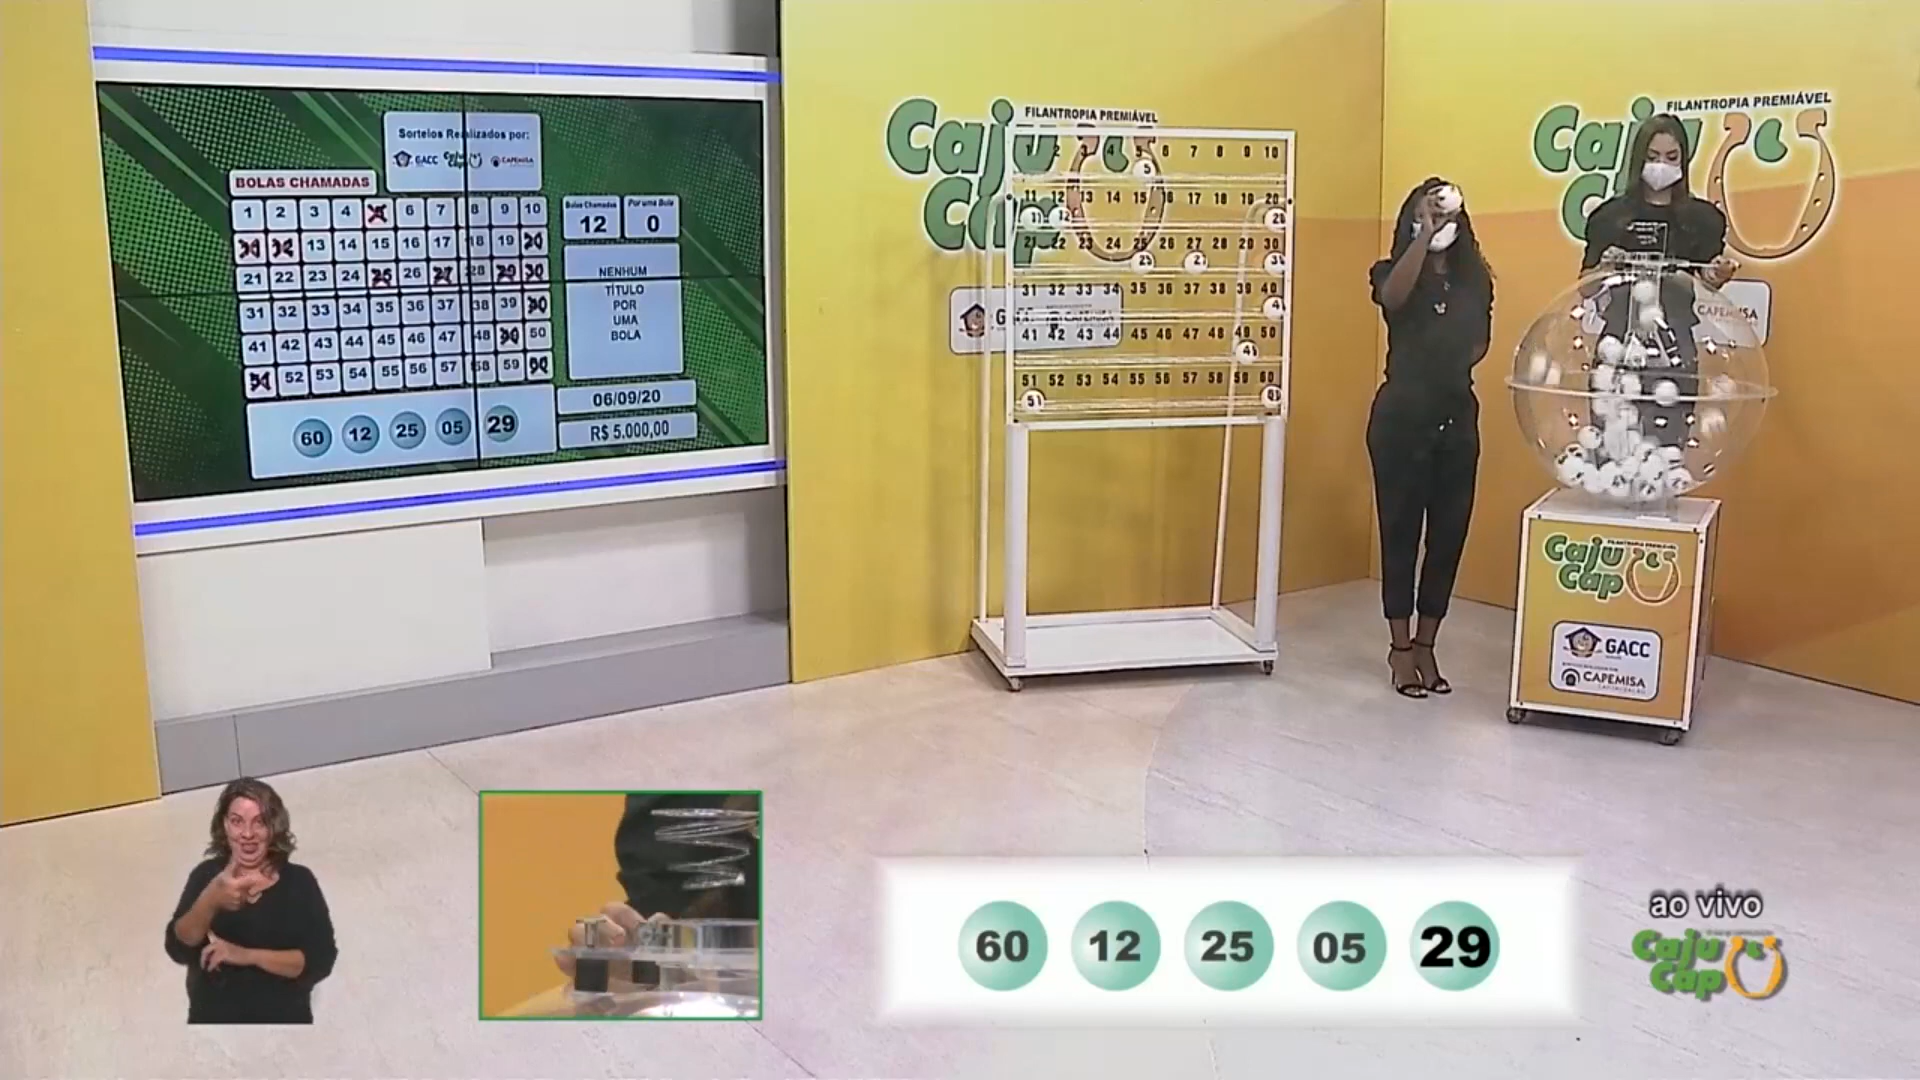 Sorteios Realizados por:
GACC Caju Cap CAPEMISA
BOLAS CHAMADAS
1 2 3 4 6 7 8 9 10
13 14 15 16 17 18 19
21 22 23 24 26 28
31 32 33 34 35 36 37 38 39
41 42 43 44 45 46 47 48 50
52 53 54 55 56 57 58 59
60 12 25 05 29
Bolas Chamadas
12
Por uma Bola
0
NENHUM
TÍTULO
POR
UMA
BOLA
06/09/20
R$ 5.000,00
FILANTROPIA PREMIÁVEL
Caju
Cap
1 2 3 4 5 6 7 8 9 10
5
11 12 13 14 15 16 17 18 19 20
21 22 23 24 25 26 27 28 29 30
25 27
31 32 33 34 35 36 37 38 39 40
41 42 43 44 45 46 47 48 49 50
51 52 53 54 55 56 57 58 59 60
51
CAPEMISA
FILANTROPIA PREMIÁVEL
Caju
CAPEMISA
FILANTROPIA PREMIÁVEL
Caju
Cap
GACC
CAPEMISA
CAPITALIZAÇÃO
60 12 25 05 29
ao vivo
Caju
Cap